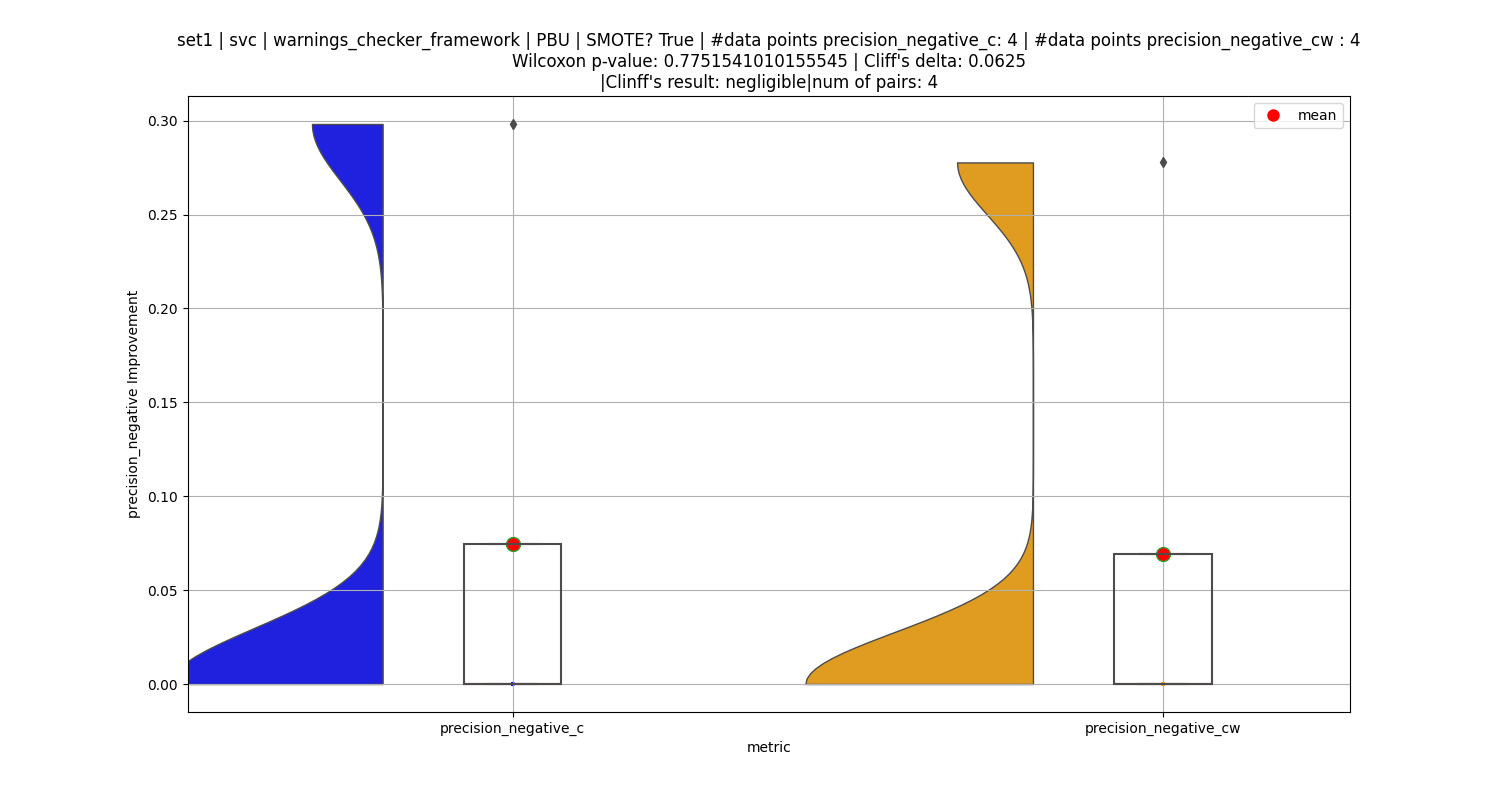 set1 | svc | warnings_checker_framework | PBU | SMOTE? True | #data points precision_negative_c: 4 | #data points precision_negative_cw : 4
Wilcoxon p-value: 0.7751541010155545 | Cliff's delta: 0.0625
|Clinff's result: negligible|num of pairs: 4
mean
0.30
0.25
0.20
0.15
0.10
0.05
0.00
precision_negative Improvement
precision_negative_c
precision_negative_cw
metric